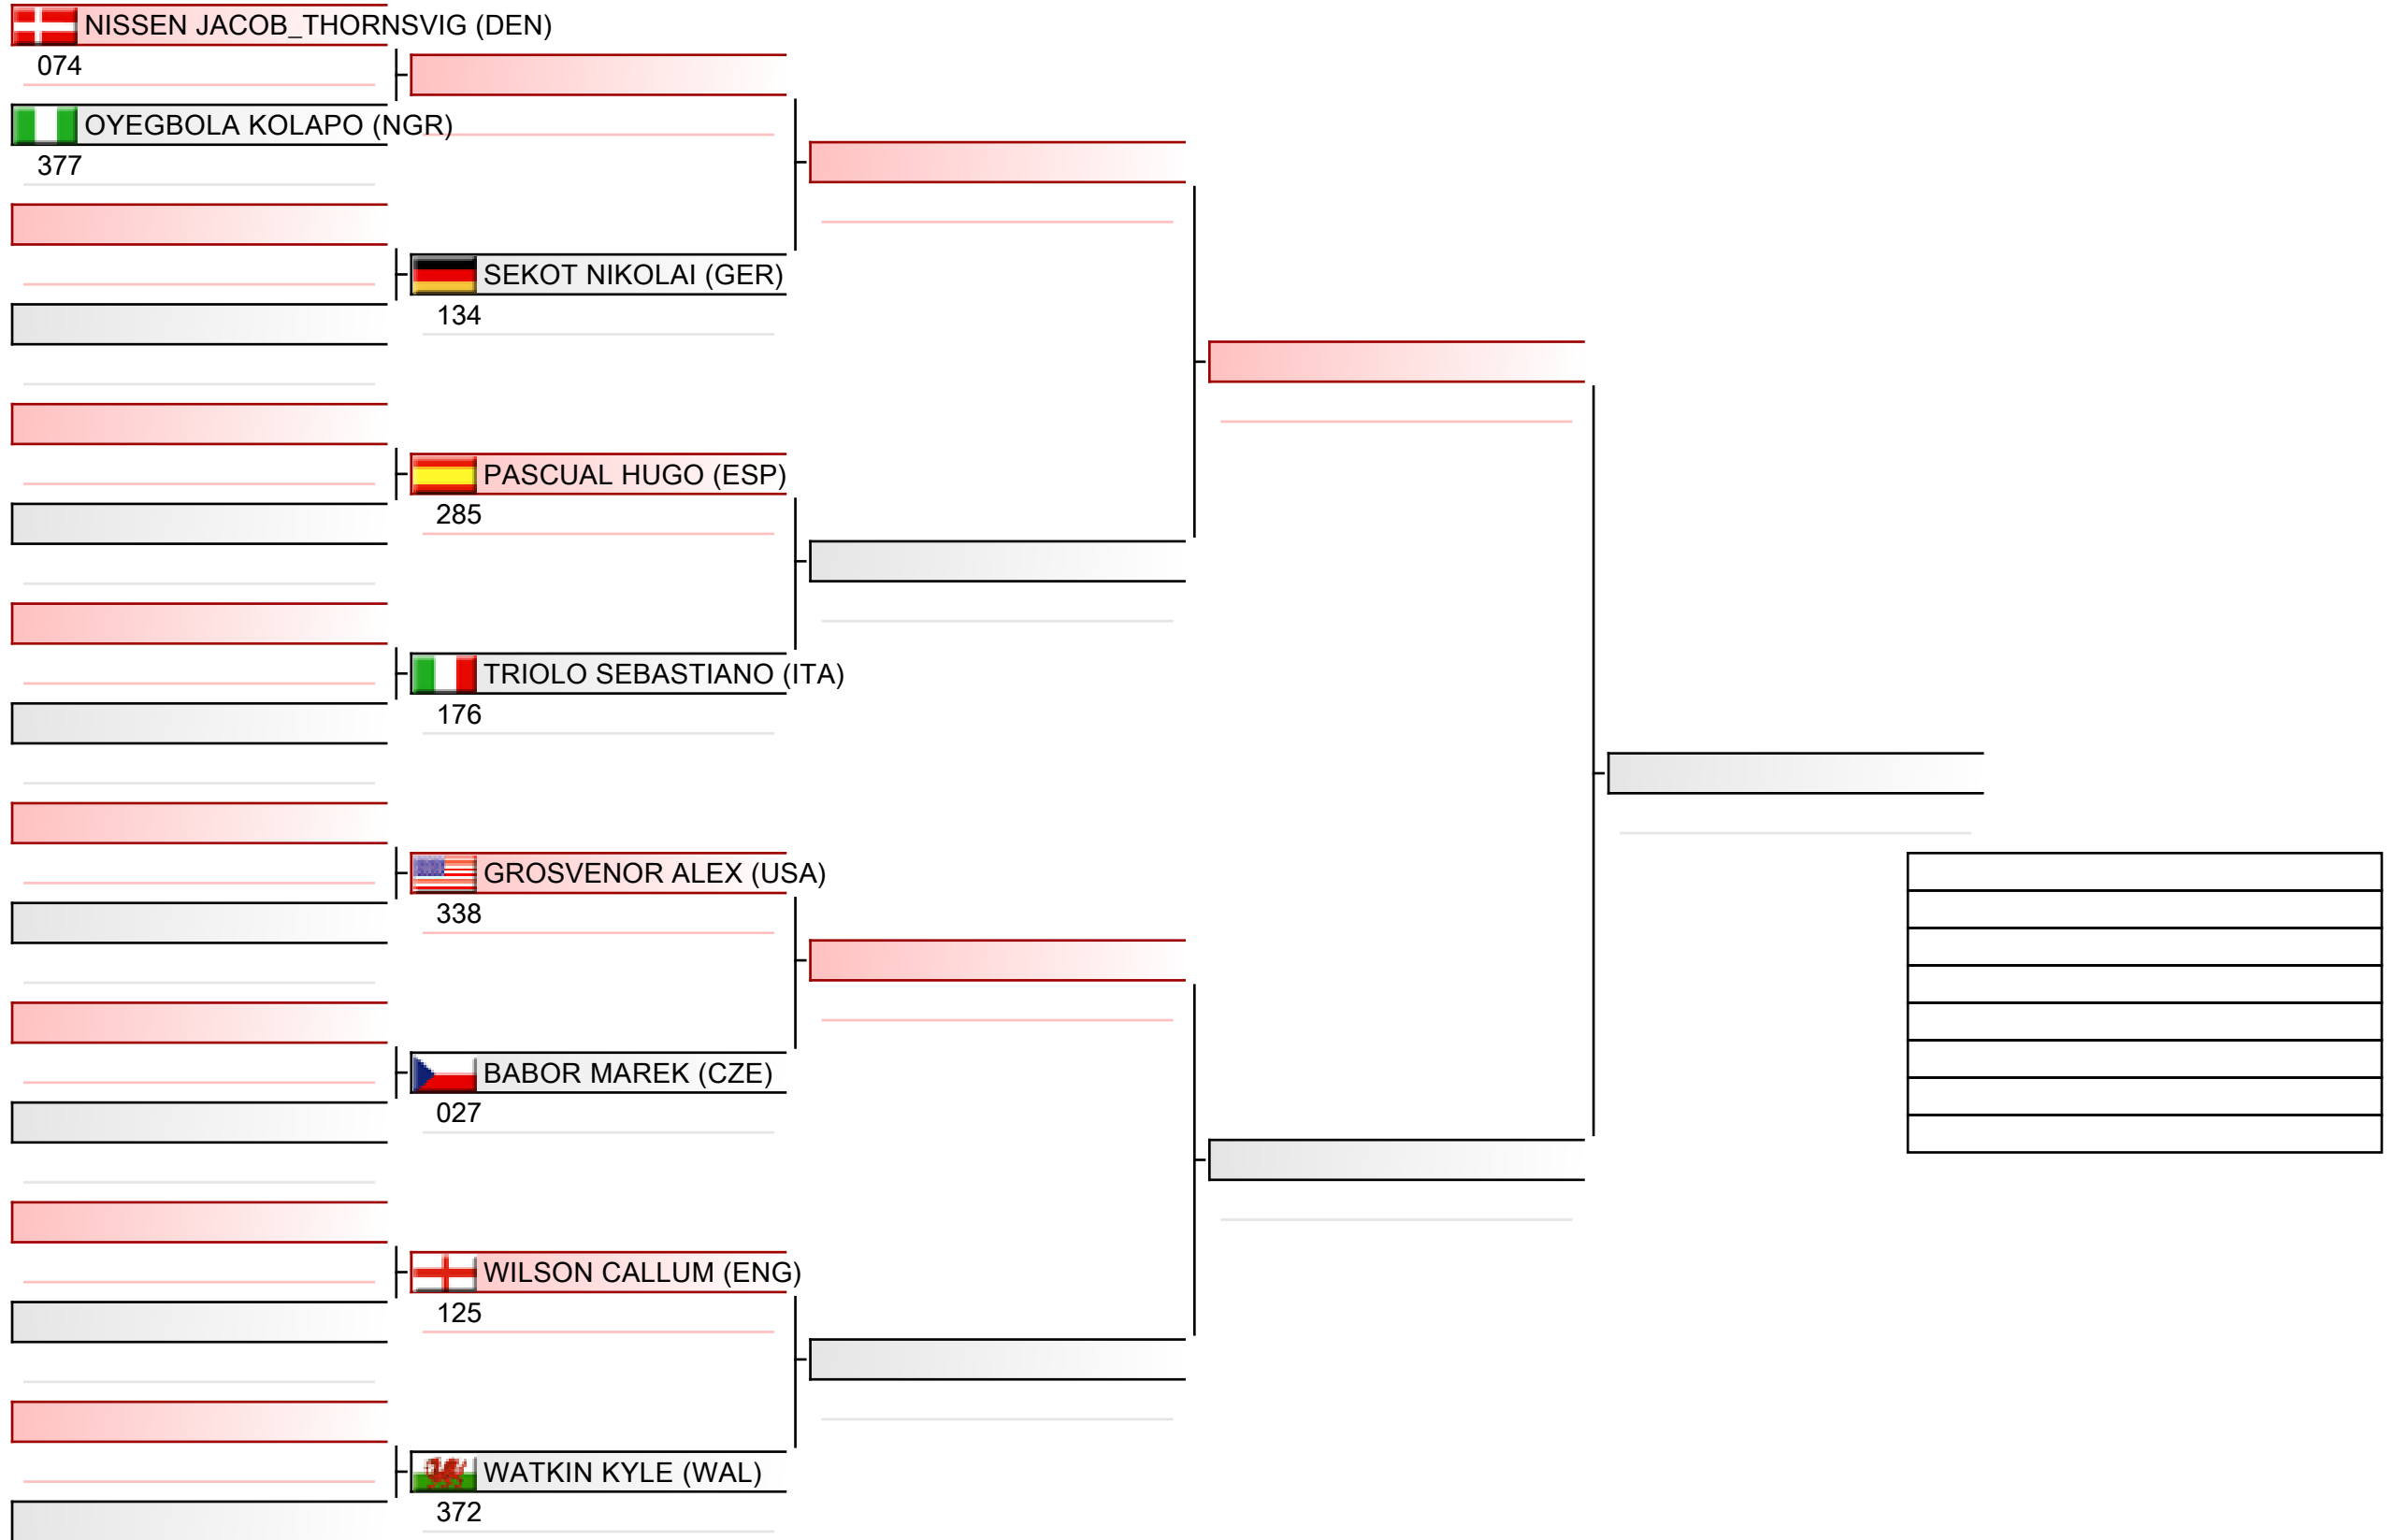 NISSEN JACOB_THORNSVIG (DEN)
074
OYEGBOLA KOLAPO (NGR)
377
SEKOT NIKOLAI (GER)
134
PASCUAL HUGO (ESP)
285
TRIOLO SEBASTIANO (ITA)
176
GROSVENOR ALEX (USA)
338
BABOR MAREK (CZE)
027
WILSON CALLUM (ENG)
125
WATKIN KYLE (WAL)
372